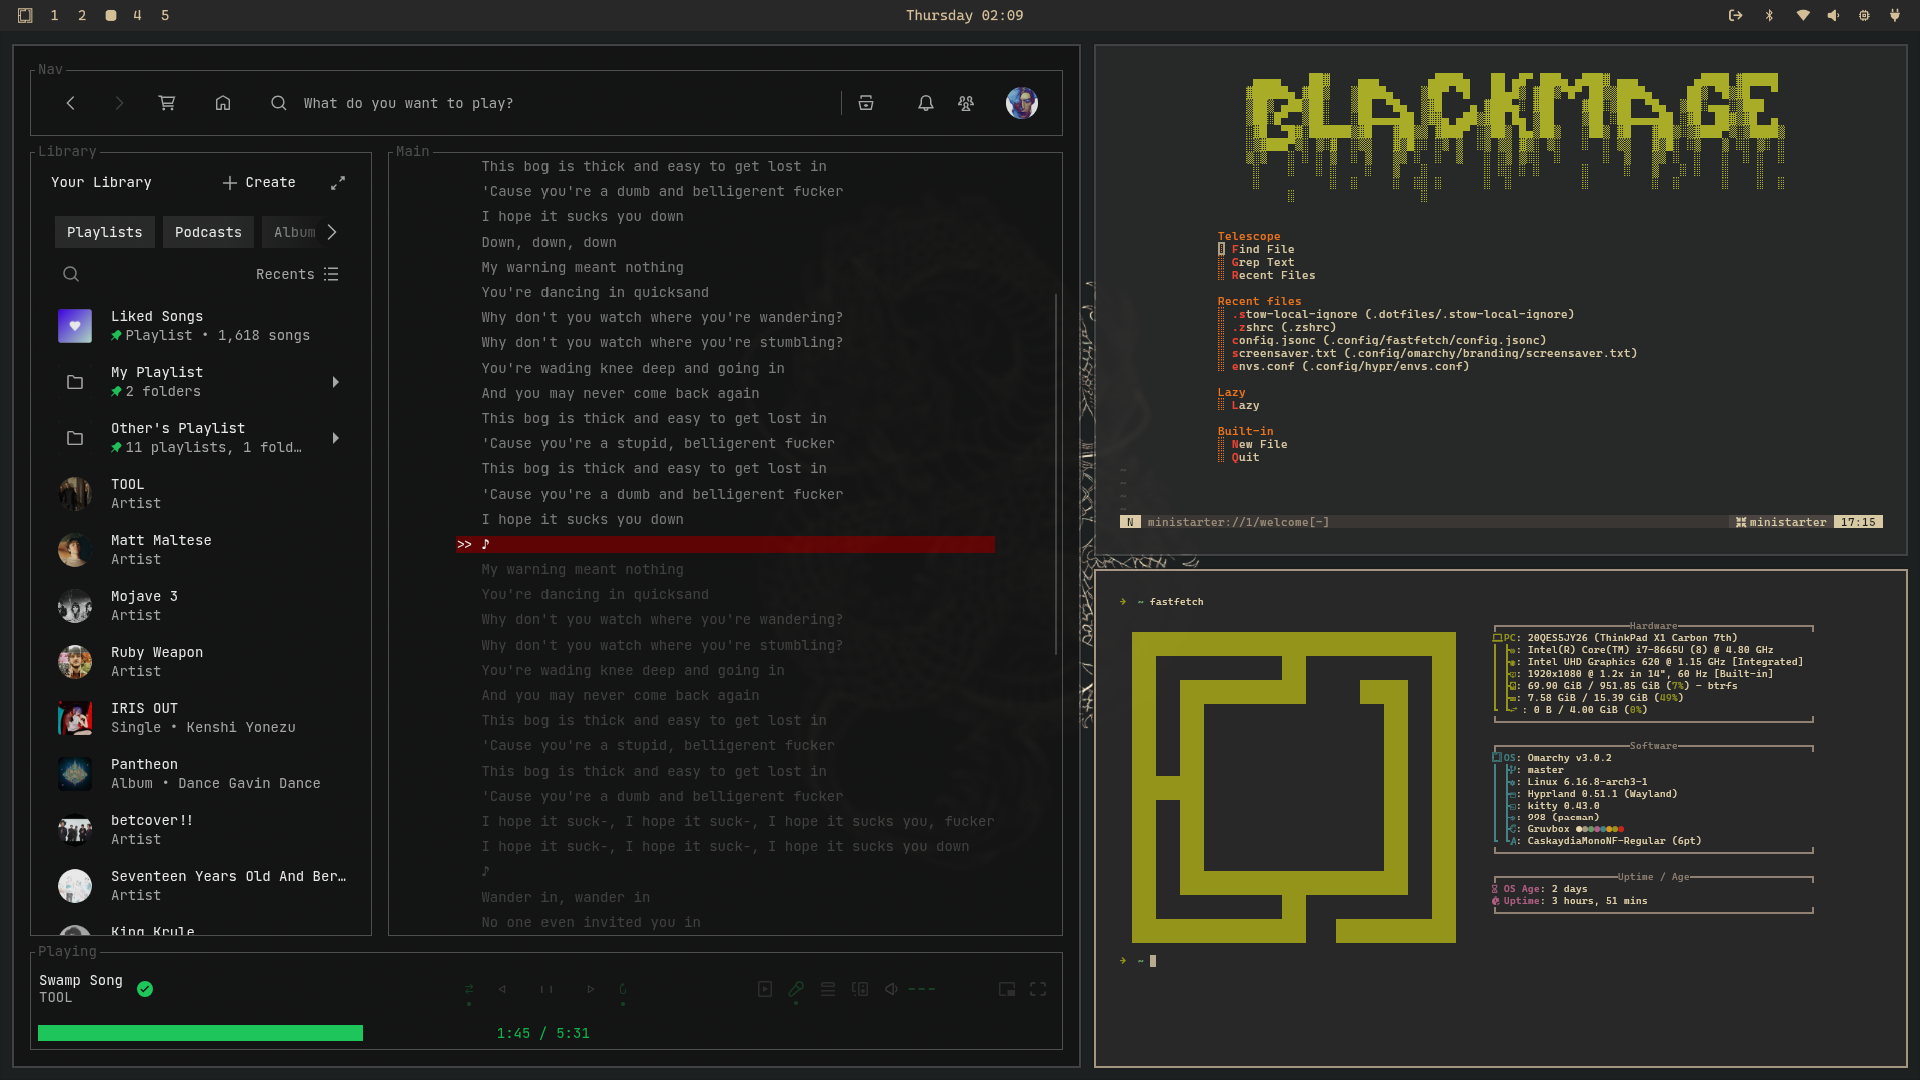 1 2 4 5
Thursday 02:09
Nav
What do you want to play?
Library
Your Library
Create
Playlists
Podcasts
Album
Recents
Liked Songs
Playlist • 1,618 songs
My Playlist
2 folders
Other's Playlist
11 playlists, 1 fold…
TOOL
Artist
Matt Maltese
Artist
Mojave 3
Artist
Ruby Weapon
Artist
IRIS OUT
Single • Kenshi Yonezu
Pantheon
Album • Dance Gavin Dance
betcover!!
Artist
Seventeen Years Old And Ber…
Artist
King Krule
Main
This bog is thick and easy to get lost in
'Cause you're a dumb and belligerent fucker
I hope it sucks you down
Down, down, down
My warning meant nothing
You're dancing in quicksand
Why don't you watch where you're wandering?
Why don't you watch where you're stumbling?
You're wading knee deep and going in
And you may never come back again
This bog is thick and easy to get lost in
'Cause you're a stupid, belligerent fucker
This bog is thick and easy to get lost in
'Cause you're a dumb and belligerent fucker
I hope it sucks you down
>> ♪
My warning meant nothing
You're dancing in quicksand
Why don't you watch where you're wandering?
Why don't you watch where you're stumbling?
You're wading knee deep and going in
And you may never come back again
This bog is thick and easy to get lost in
'Cause you're a stupid, belligerent fucker
This bog is thick and easy to get lost in
'Cause you're a dumb and belligerent fucker
I hope it suck-, I hope it suck-, I hope it sucks you, fucker
I hope it suck-, I hope it suck-, I hope it sucks you down
♪
Wander in, wander in
No one even invited you in
Playing
Swamp Song
TOOL
1:45 / 5:31
BLACKMAGE
Telescope
Find File
Grep Text
Recent Files
Recent files
.stow-local-ignore (.dotfiles/.stow-local-ignore)
.zshrc (.zshrc)
config.jsonc (.config/fastfetch/config.jsonc)
screensaver.txt (.config/omarchy/branding/screensaver.txt)
envs.conf (.config/hypr/envs.conf)
Lazy
Lazy
Built-in
New File
Quit
~
~
~
~
N ministarter://1/welcome[-] ministarter 17:15
→ ~ fastfetch
Hardware
PC: 20QES5JY26 (ThinkPad X1 Carbon 7th)
: Intel(R) Core(TM) i7-8665U (8) @ 4.80 GHz
: Intel UHD Graphics 620 @ 1.15 GHz [Integrated]
: 1920x1080 @ 1.2x in 14", 60 Hz [Built-in]
: 69.90 GiB / 951.85 GiB (7%) - btrfs
: 7.58 GiB / 15.39 GiB (49%)
: 0 B / 4.00 GiB (0%)
Software
OS: Omarchy v3.0.2
: master
: Linux 6.16.8-arch3-1
: Hyprland 0.51.1 (Wayland)
: kitty 0.43.0
: 998 (pacman)
: Gruvbox
: CaskaydiaMonoNF-Regular (6pt)
Uptime / Age
OS Age: 2 days
Uptime: 3 hours, 51 mins
→ ~